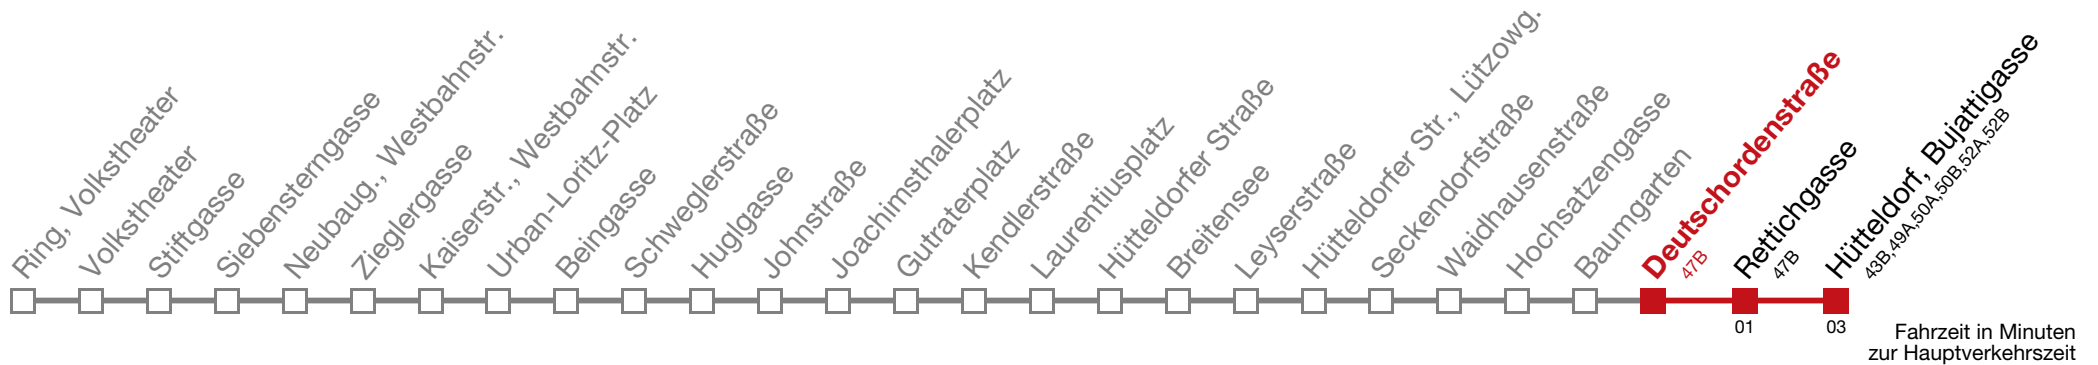 Ring, Volkstheater
Volkstheater
Stiftgasse
Siebensterngasse
Neubaug., Westbahnstr.
Zieglergasse
Kaiserstr., Westbahnstr.
Urban-Loritz-Platz
Beingasse
Schweglerstraße
Huglgasse
Johnstraße
Joachimsthalerplatz
Gutraterplatz
Kendlerstraße
Laurentiusplatz
Hütteldorfer Straße
Breitensee
Leyserstraße
Hütteldorfer Str., Lützowg.
Seckendorfstraße
Waidhausenstraße
Hochsatzengasse
Baumgarten
Deutschordenstraße
47B
Rettichgasse
47B
Hütteldorf, Bujattigasse
43B,49A,50A,50B,52A,52B
01
03
Fahrzeit in Minuten
zur Hauptverkehrszeit